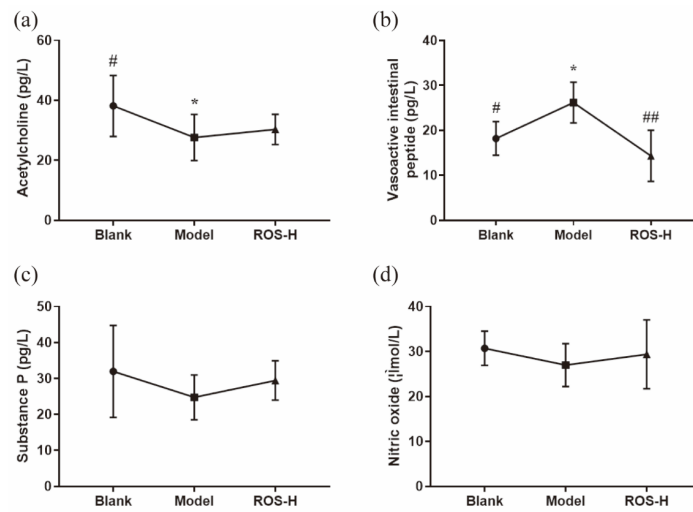 (a)
60
40
20
0
Acetylcholine (pg/L)
#
*
Blank Model ROS-H
(b)
40
30
20
10
0
Vasoactive intestinal
peptide (pg/L)
#
*
##
Blank Model ROS-H
(c)
50
40
30
20
10
0
Substance P (pg/L)
Blank Model ROS-H
(d)
40
30
20
10
0
Nitric oxide (¦Ìmol/L)
Blank Model ROS-H